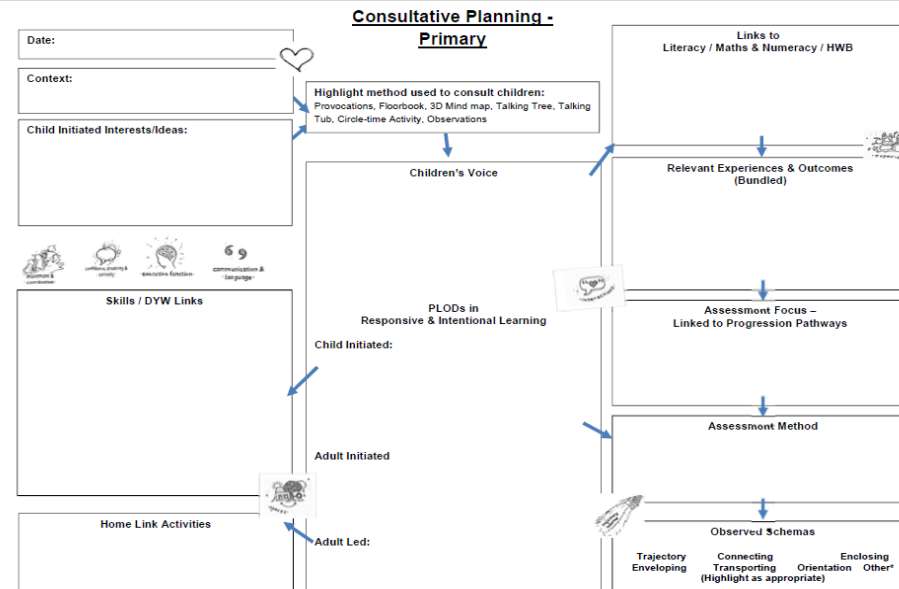 Consultative Planning -
Primary
Date:
Context:
Child Initiated Interests/Ideas:
Highlight method used to consult children:
Provocations, Floorbook, 3D Mind map, Talking Tree, Talking
Tub, Circle-time Activity, Observations
Children's Voice
PLODs in
Responsive & Intentional Learning
Child Initiated:
Adult Initiated
Adult Led:
executive function
communication &
language
Skills / DYW Links
Home Link Activities
spaces
interactions
Links to
Literacy / Maths & Numeracy / HWB
Relevant Experiences & Outcomes
(Bundled)
Assessment Focus –
Linked to Progression Pathways
Assessment Method
Observed Schemas
Trajectory Connecting Enclosing
Enveloping Transporting Orientation Other*
(Highlight as appropriate)